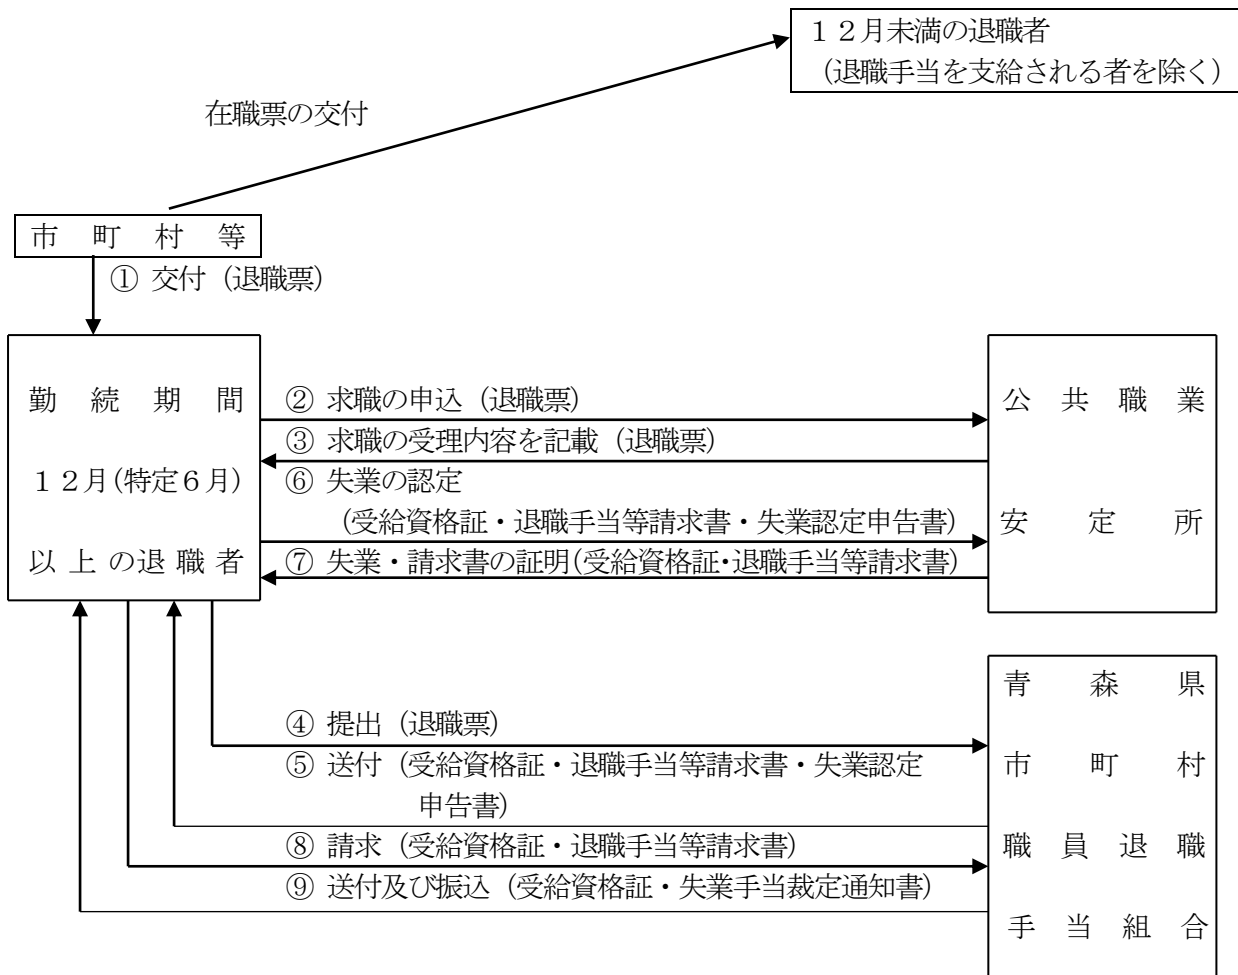 １２月未満の退職者
（退職手当を支給される者を除く）
在職票の交付
市町村等
① 交付（退職票）
勤続期間
１２月（特定６月）
以上の退職者
② 求職の申込（退職票）
③ 求職の受理内容を記載（退職票）
⑥ 失業の認定
（受給資格証・退職手当等請求書・失業認定申告書）
⑦ 失業・請求書の証明（受給資格証・退職手当等請求書）
公共職業
安定所
④ 提出（退職票）
⑤ 送付（受給資格証・退職手当等請求書・失業認定
申告書）
⑧ 請求（受給資格証・退職手当等請求書）
⑨ 送付及び振込（受給資格証・失業手当裁定通知書）
青森県
市町村
職員退職
手当組合